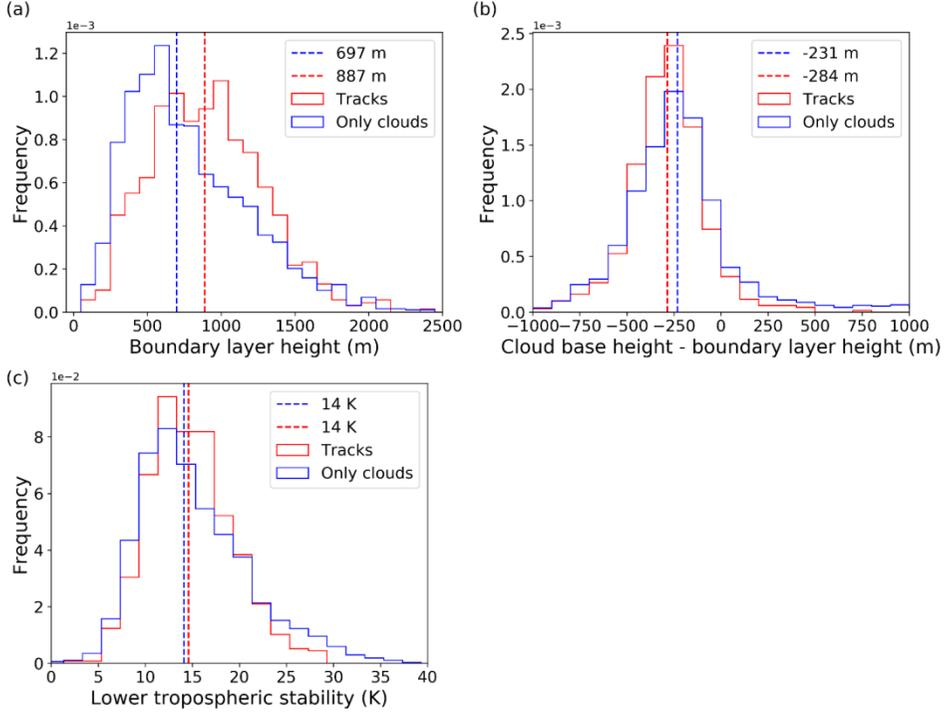 (a)
1e−3
697 m
887 m
Tracks
Only clouds
Frequency
0.0
0.2
0.4
0.6
0.8
1.0
1.2
0 500 1000 1500 2000 2500
Boundary layer height (m)
(b)
1e−3
-231 m
-284 m
Tracks
Only clouds
Frequency
0.0
0.5
1.0
1.5
2.0
2.5
−1000 −750 −500 −250 0 250 500 750 1000
Cloud base height - boundary layer height (m)
(c)
1e−2
14 K
14 K
Tracks
Only clouds
Frequency
0
2
4
6
8
0 5 10 15 20 25 30 35 40
Lower tropospheric stability (K)